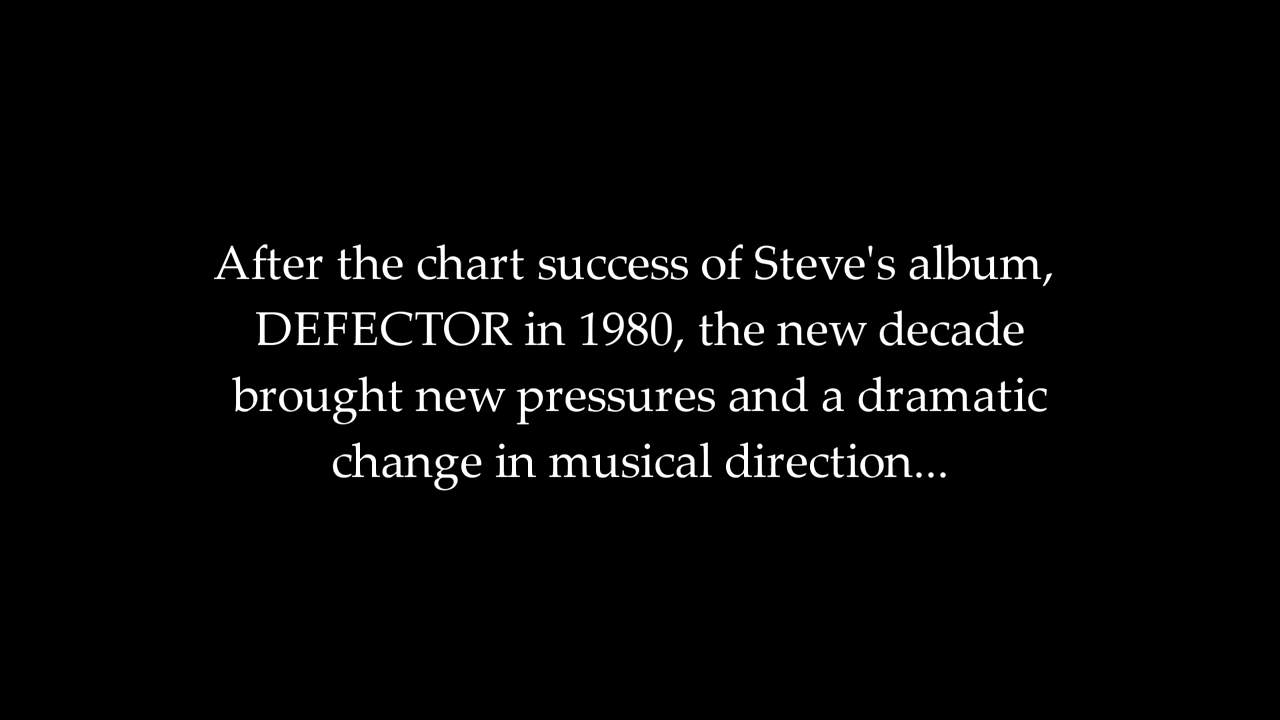 After the chart success of Steve's album,
DEFECTOR in 1980, the new decade
brought new pressures and a dramatic
change in musical direction...